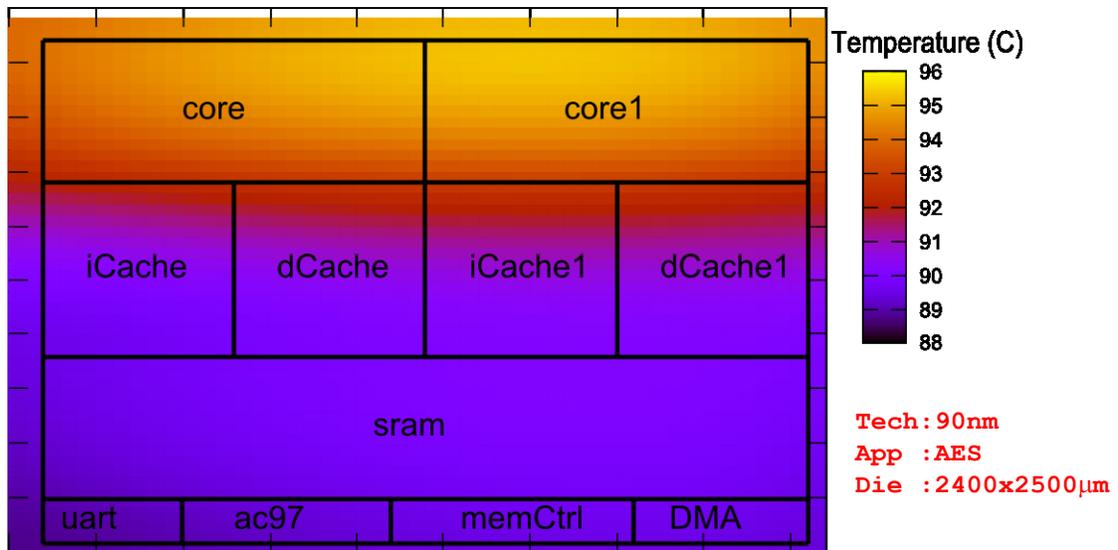 Temperature (C)
core
core1
96
95
94
93
92
91
90
89
88
iCache
dCache
iCache1
dCache1
sram
Tech:90nm
App :AES
Die :2400x2500μm
uart
ac97
memCtrl
DMA